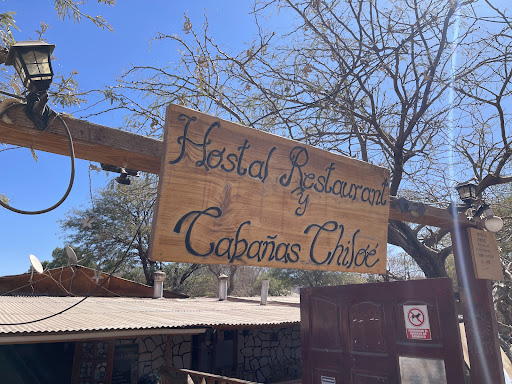 Hostal Restaurant
y
Cabañas Chiloé